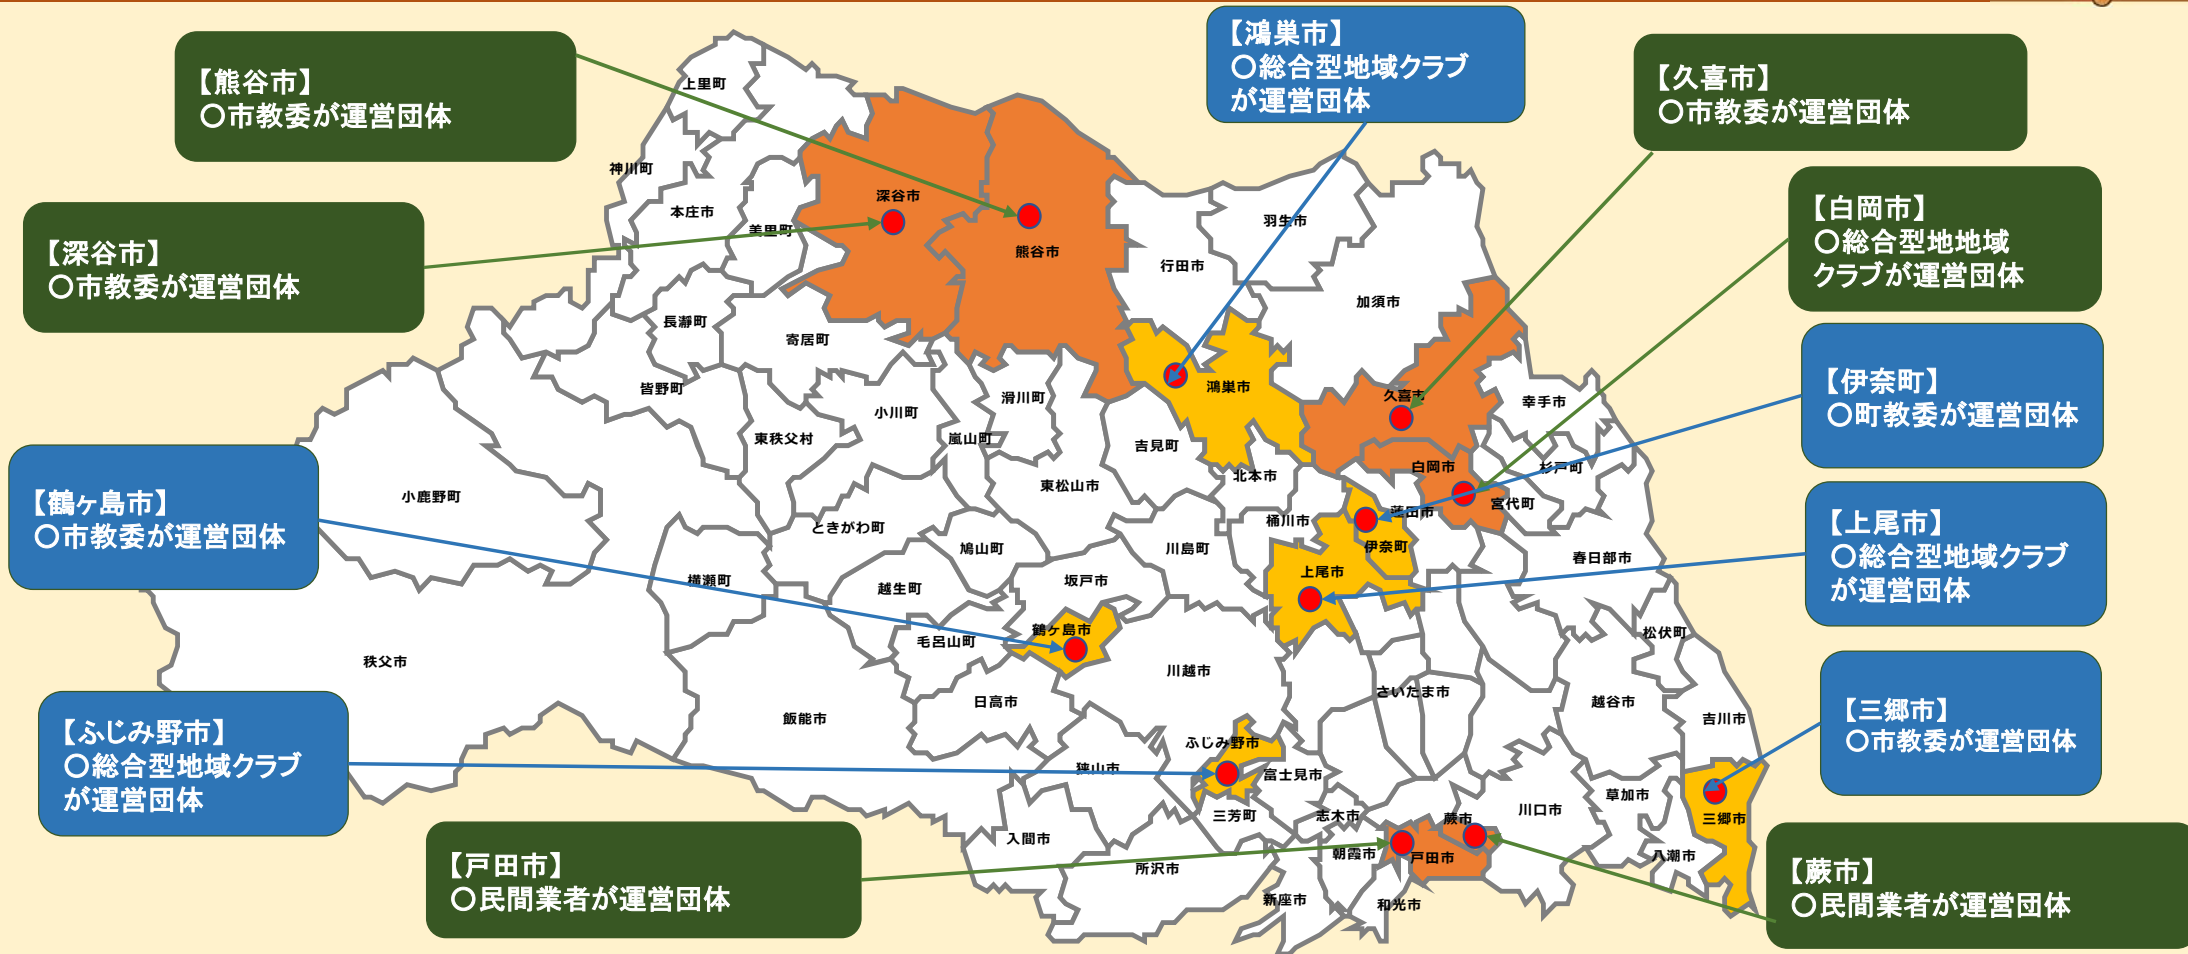 【熊谷市】
〇市教委が運営団体
【鴻巣市】
〇総合型地域クラブ
が運営団体
【久喜市】
〇市教委が運営団体
【深谷市】
〇市教委が運営団体
【白岡市】
〇総合型地地域
クラブが運営団体
【伊奈町】
〇町教委が運営団体
【鶴ヶ島市】
〇市教委が運営団体
【上尾市】
〇総合型地域クラブ
が運営団体
【ふじみ野市】
〇総合型地域クラブ
が運営団体
【三郷市】
〇市教委が運営団体
【戸田市】
〇民間業者が運営団体
【蕨市】
〇民間業者が運営団体
上里町
神川町
本庄市
美里町
深谷市
熊谷市
行田市
羽生市
加須市
長瀞町
寄居町
皆野町
小川町
滑川町
嵐山町
東秩父村
吉見町
鴻巣市
久喜市
幸手市
北本市
白岡市
杉戸町
宮代町
小鹿野町
東松山市
ときがわ町
鳩山町
川島町
桶川市
蓮田市
伊奈町
上尾市
春日部市
横瀬町
越生町
坂戸市
鶴ヶ島市
毛呂山町
松伏町
秩父市
川越市
さいたま市
日高市
飯能市
越谷市
吉川市
ふじみ野市
狭山市
富士見市
三芳町
志木市
蕨市
川口市
草加市
三郷市
入間市
所沢市
朝霞市
戸田市
八潮市
新座市
和光市